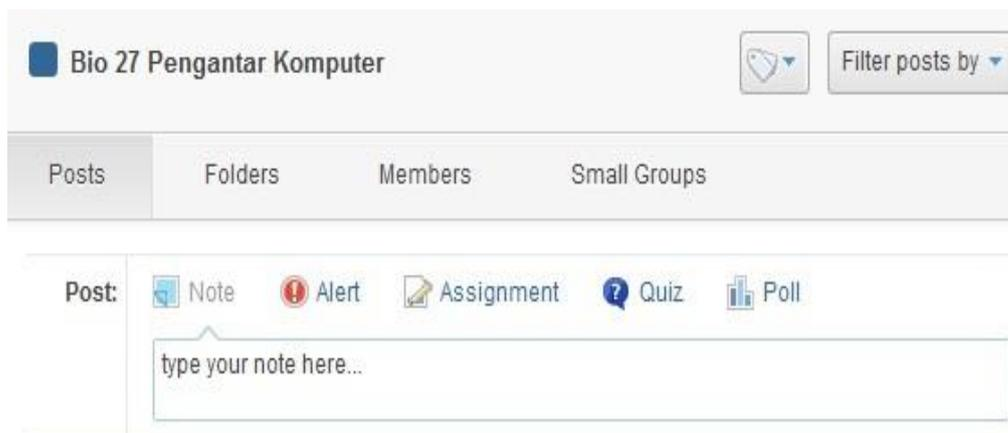 Bio 27 Pengantar Komputer Filter posts by
Posts Folders Members Small Groups
Post: Note Alert Assignment Quiz Poll
type your note here...